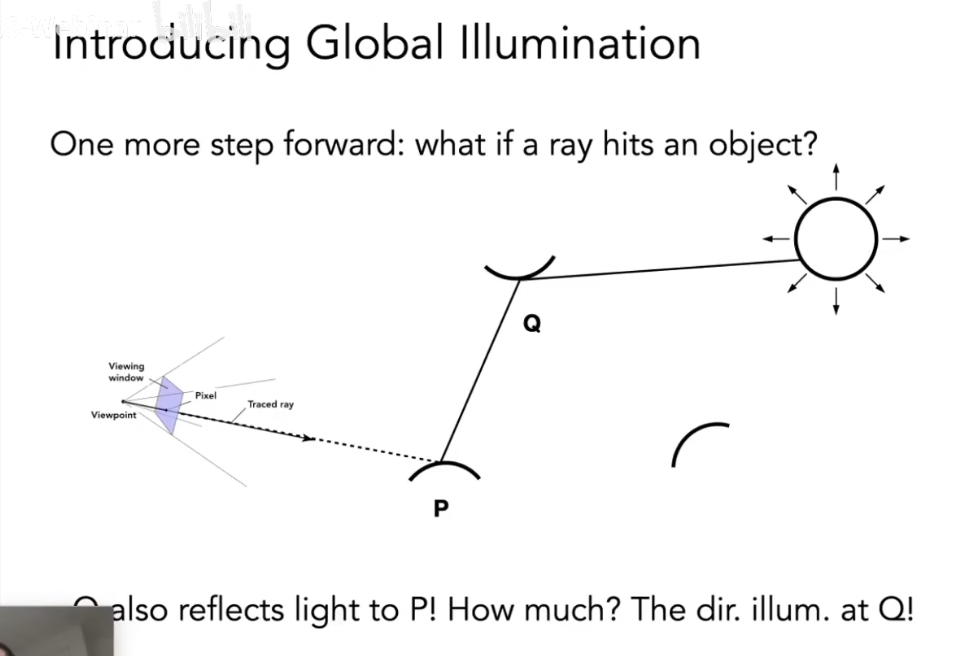 Introducing Global Illumination
One more step forward: what if a ray hits an object?
Q
Viewing
window
Pixel
Traced ray
Viewpoint
P
also reflects light to P! How much? The dir. illum. at Q!